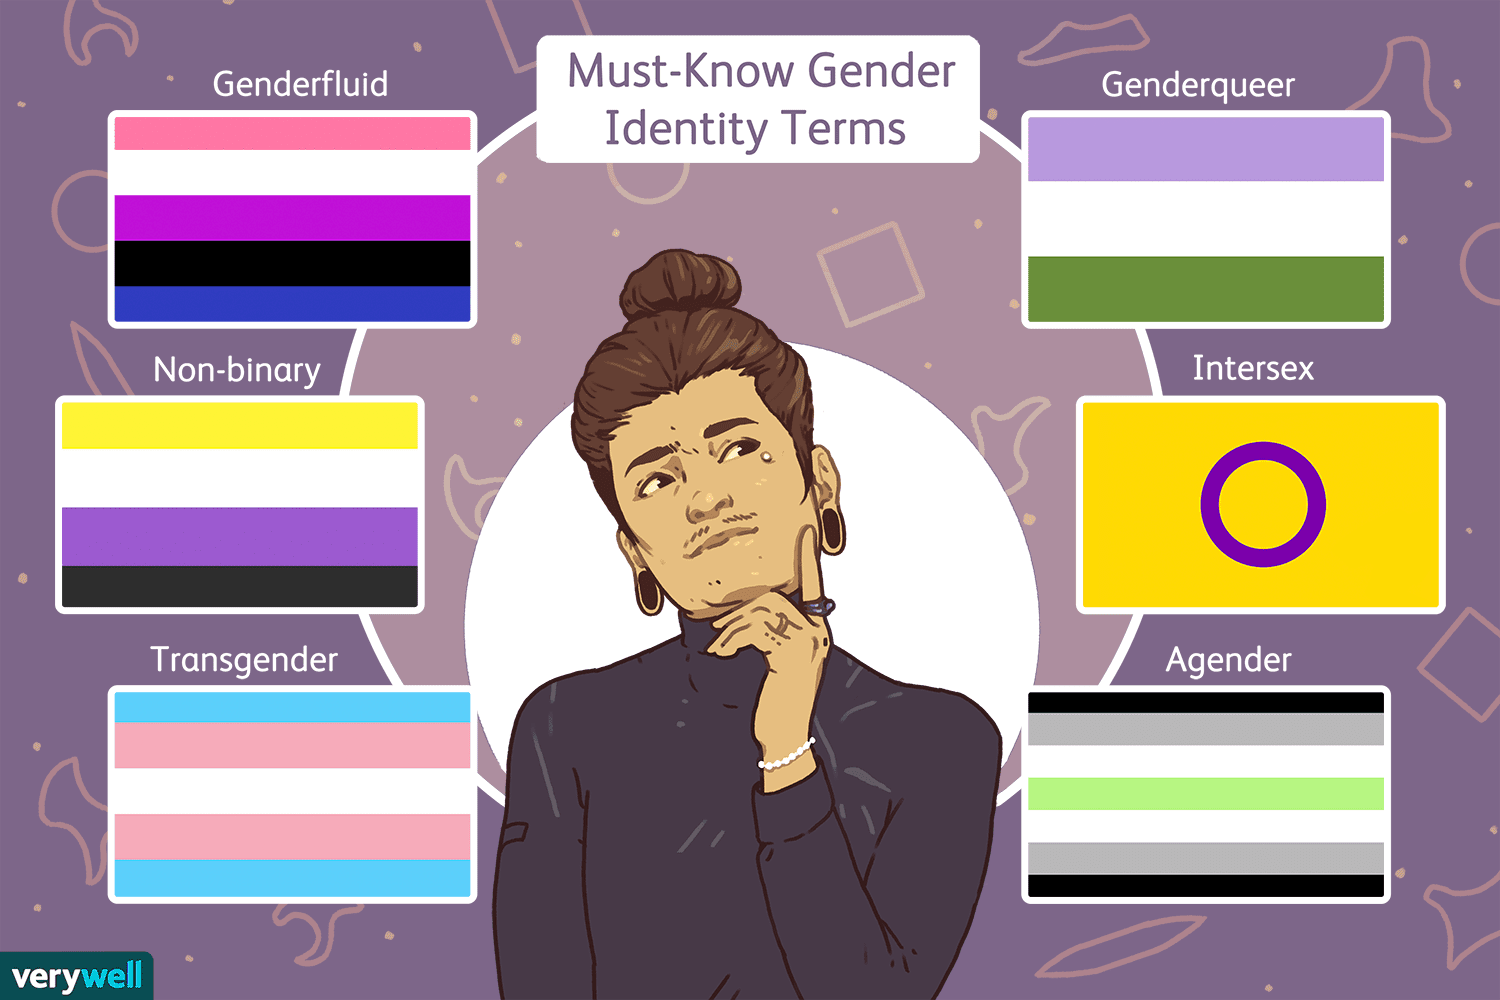 Must-Know Gender
Identity Terms
Genderfluid
Genderqueer
Non-binary
Intersex
Transgender
Agender
verywell